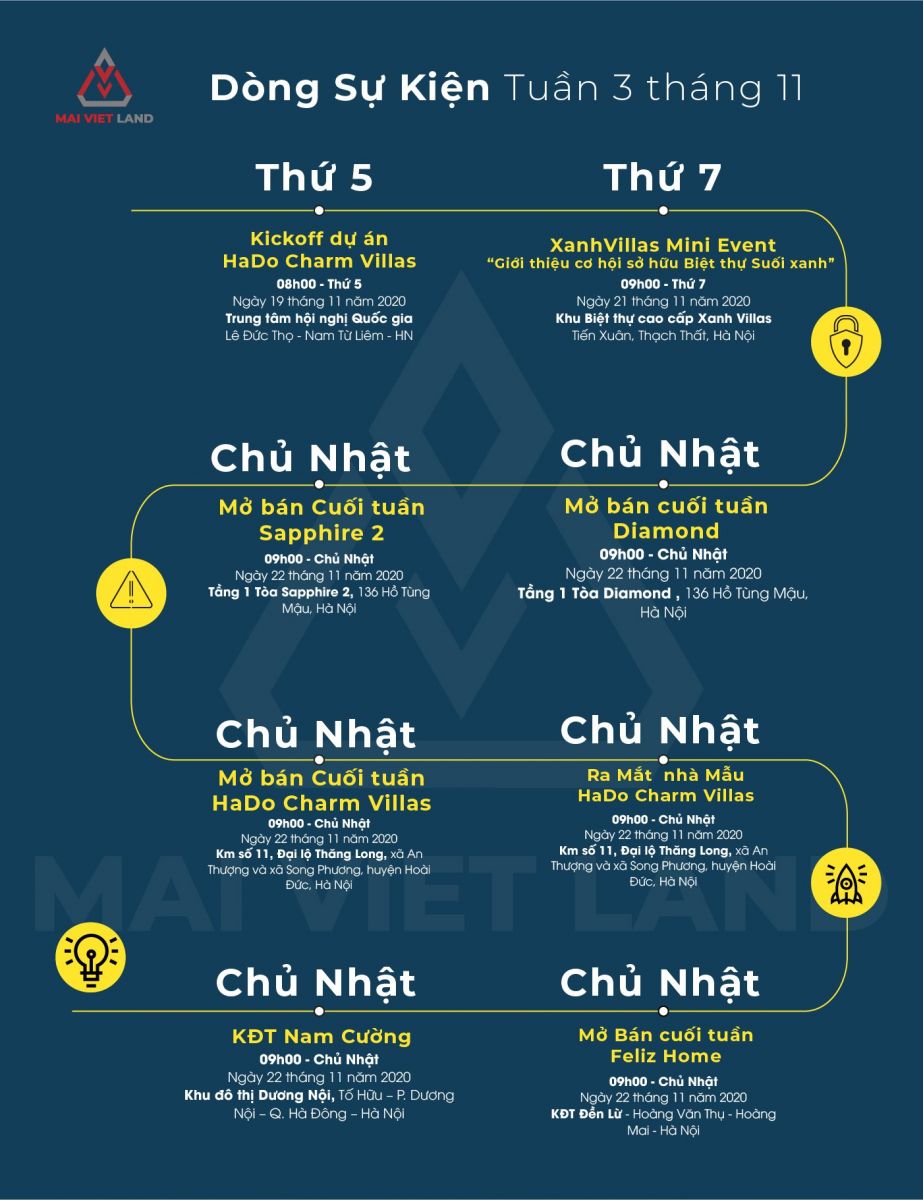 MAI VIET LAND
Dòng Sự Kiện Tuần 3 tháng 11
Thứ 5
Kickoff dự án
HaDo Charm Villas
08h00 - Thứ 5
Ngày 19 tháng 11 năm 2020
Trung tâm hội nghị Quốc gia
Lê Đức Thọ - Nam Từ Liêm - HN
Thứ 7
XanhVillas Mini Event
“Giới thiệu cơ hội sở hữu Biệt thự Suối xanh”
09h00 - Thứ 7
Ngày 21 tháng 11 năm 2020
Khu Biệt thự cao cấp Xanh Villas
Tiến Xuân, Thạch Thất, Hà Nội
Chủ Nhật
Mở bán Cuối tuần
Sapphire 2
09h00 - Chủ Nhật
Ngày 22 tháng 11 năm 2020
Tầng 1 Tòa Sapphire 2, 136 Hồ Tùng
Mậu, Hà Nội
Chủ Nhật
Mở bán cuối tuần
Diamond
09h00 - Chủ Nhật
Ngày 22 tháng 11 năm 2020
Tầng 1 Tòa Diamond , 136 Hồ Tùng Mậu,
Hà Nội
Chủ Nhật
Mở bán Cuối tuần
HaDo Charm Villas
09h00 - Chủ Nhật
Ngày 22 tháng 11 năm 2020
Km số 11, Đại lộ Thăng Long, xã An
Thượng và xã Song Phương, huyện Hoài
Đức, Hà Nội
Chủ Nhật
Ra Mắt nhà Mẫu
HaDo Charm Villas
09h00 - Chủ Nhật
Ngày 22 tháng 11 năm 2020
Km số 11, Đại lộ Thăng Long, xã An
Thượng và xã Song Phương, huyện Hoài
Đức, Hà Nội
MAI VIET LAND
Chủ Nhật
KĐT Nam Cường
09h00 - Chủ Nhật
Ngày 22 tháng 11 năm 2020
Khu đô thị Dương Nội, Tố Hữu – P. Dương
Nội – Q. Hà Đông – Hà Nội
Chủ Nhật
Mở Bán cuối tuần
Feliz Home
09h00 - Chủ Nhật
Ngày 22 tháng 11 năm 2020
KĐT Đền Lừ - Hoàng Văn Thụ - Hoàng
Mai - Hà Nội